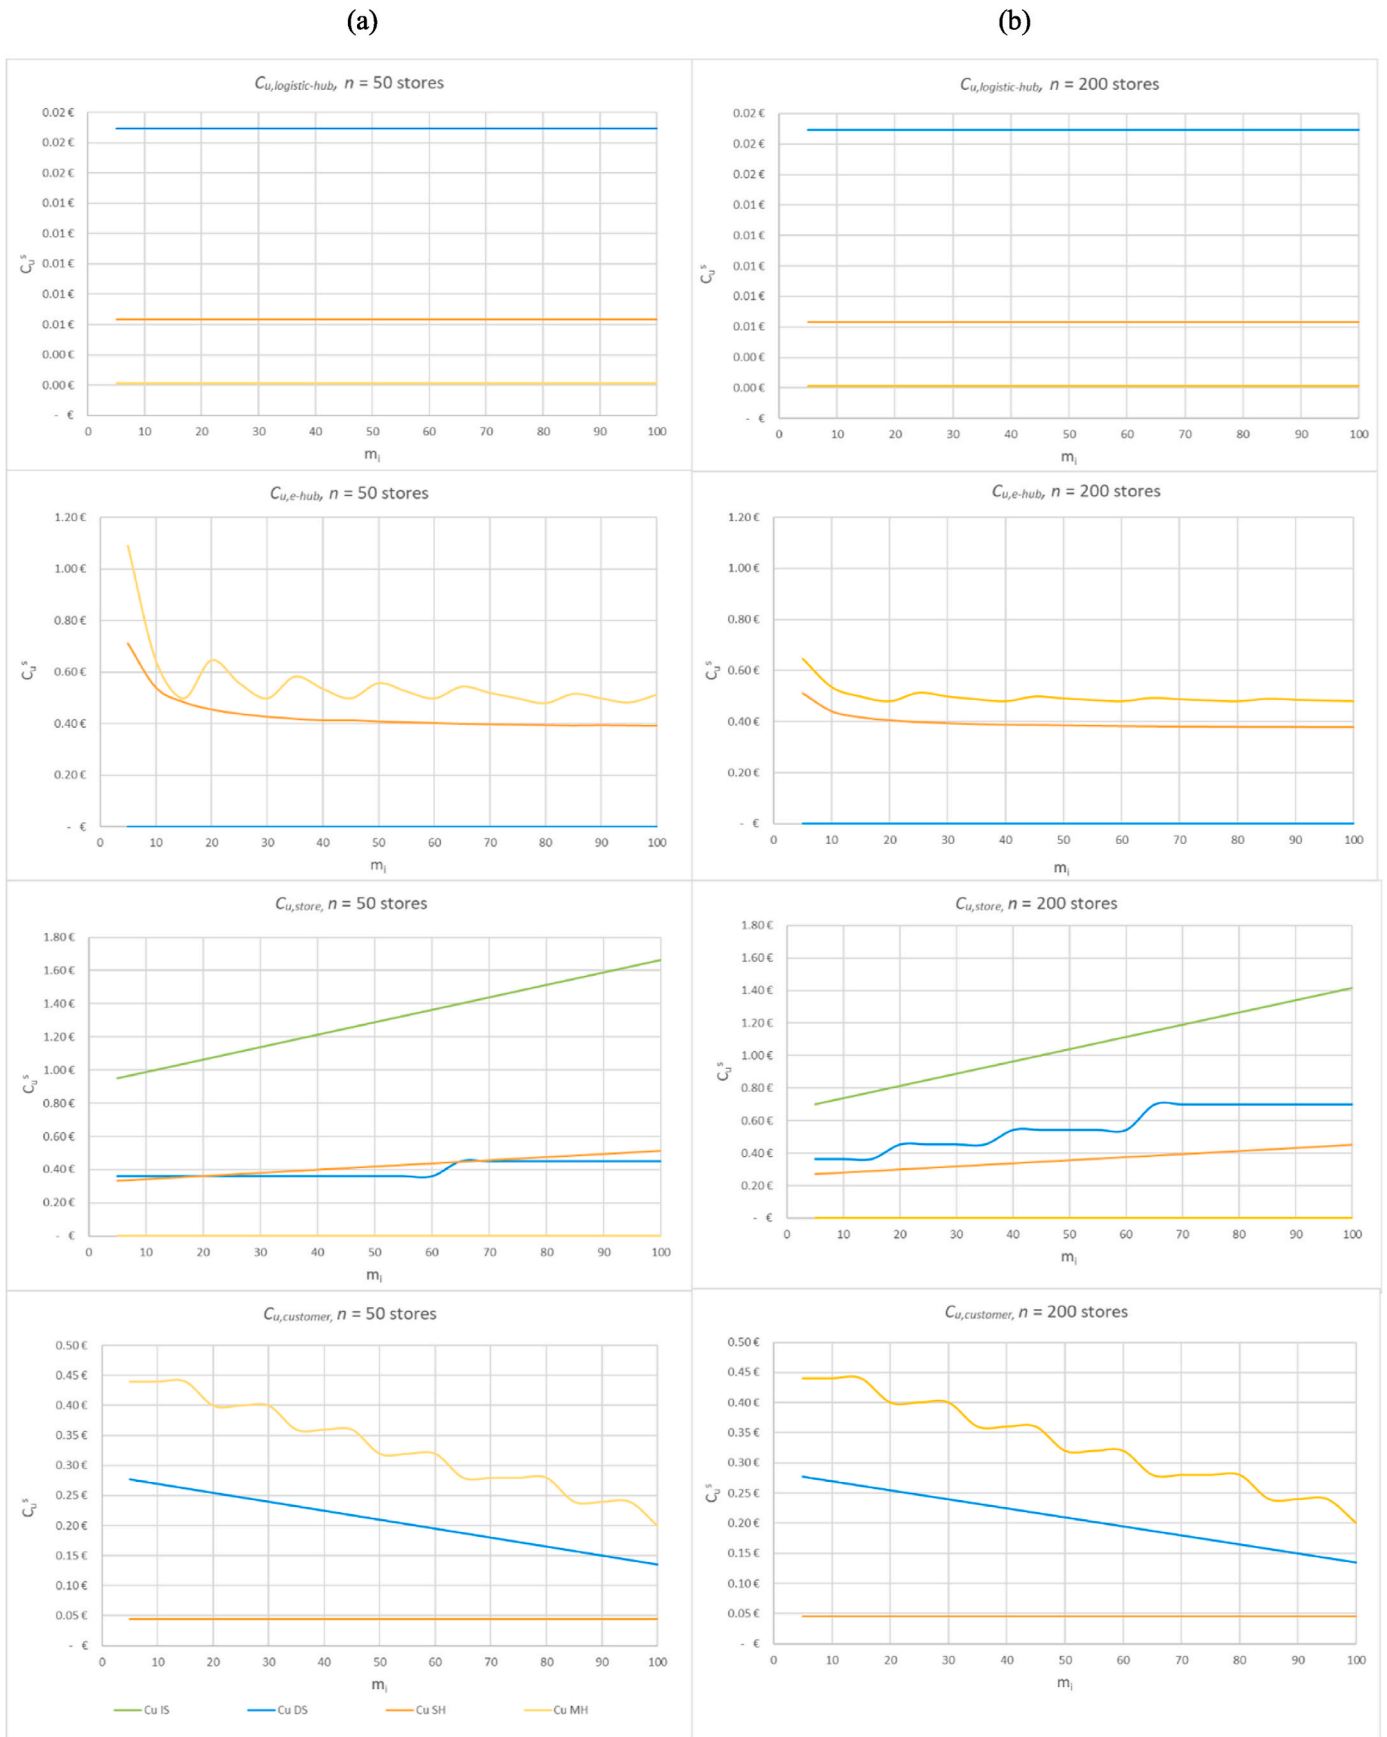 (a)
(b)
Cu,logistic-hub, n = 50 stores
0.02 €
0.02 €
0.02 €
0.01 €
0.01 €
0.01 €
0.01 €
0.01 €
0.00 €
0.00 €
- €
Cu s
0 10 20 30 40 50 60 70 80 90 100
mi
Cu,logistic-hub, n = 200 stores
0.02 €
0.02 €
0.02 €
0.01 €
0.01 €
0.01 €
0.01 €
0.01 €
0.00 €
0.00 €
- €
Cu s
0 10 20 30 40 50 60 70 80 90 100
mi
Cu,e-hub, n = 50 stores
1.20 €
1.00 €
0.80 €
0.60 €
0.40 €
0.20 €
- €
Cu s
0 10 20 30 40 50 60 70 80 90 100
mi
Cu,e-hub, n = 200 stores
1.20 €
1.00 €
0.80 €
0.60 €
0.40 €
0.20 €
- €
Cu s
0 10 20 30 40 50 60 70 80 90 100
mi
Cu,store, n = 50 stores
1.80 €
1.60 €
1.40 €
1.20 €
1.00 €
0.80 €
0.60 €
0.40 €
0.20 €
- €
Cu s
0 10 20 30 40 50 60 70 80 90 100
mi
Cu,store, n = 200 stores
1.80 €
1.60 €
1.40 €
1.20 €
1.00 €
0.80 €
0.60 €
0.40 €
0.20 €
- €
Cu s
0 10 20 30 40 50 60 70 80 90 100
mi
Cu,customer, n = 50 stores
0.50 €
0.45 €
0.40 €
0.35 €
0.30 €
0.25 €
0.20 €
0.15 €
0.10 €
0.05 €
- €
Cu s
0 10 20 30 40 50 60 70 80 90 100
mi
Cu IS Cu DS Cu SH Cu MH
Cu,customer, n = 200 stores
0.50 €
0.45 €
0.40 €
0.35 €
0.30 €
0.25 €
0.20 €
0.15 €
0.10 €
0.05 €
- €
Cu s
0 10 20 30 40 50 60 70 80 90 100
mi